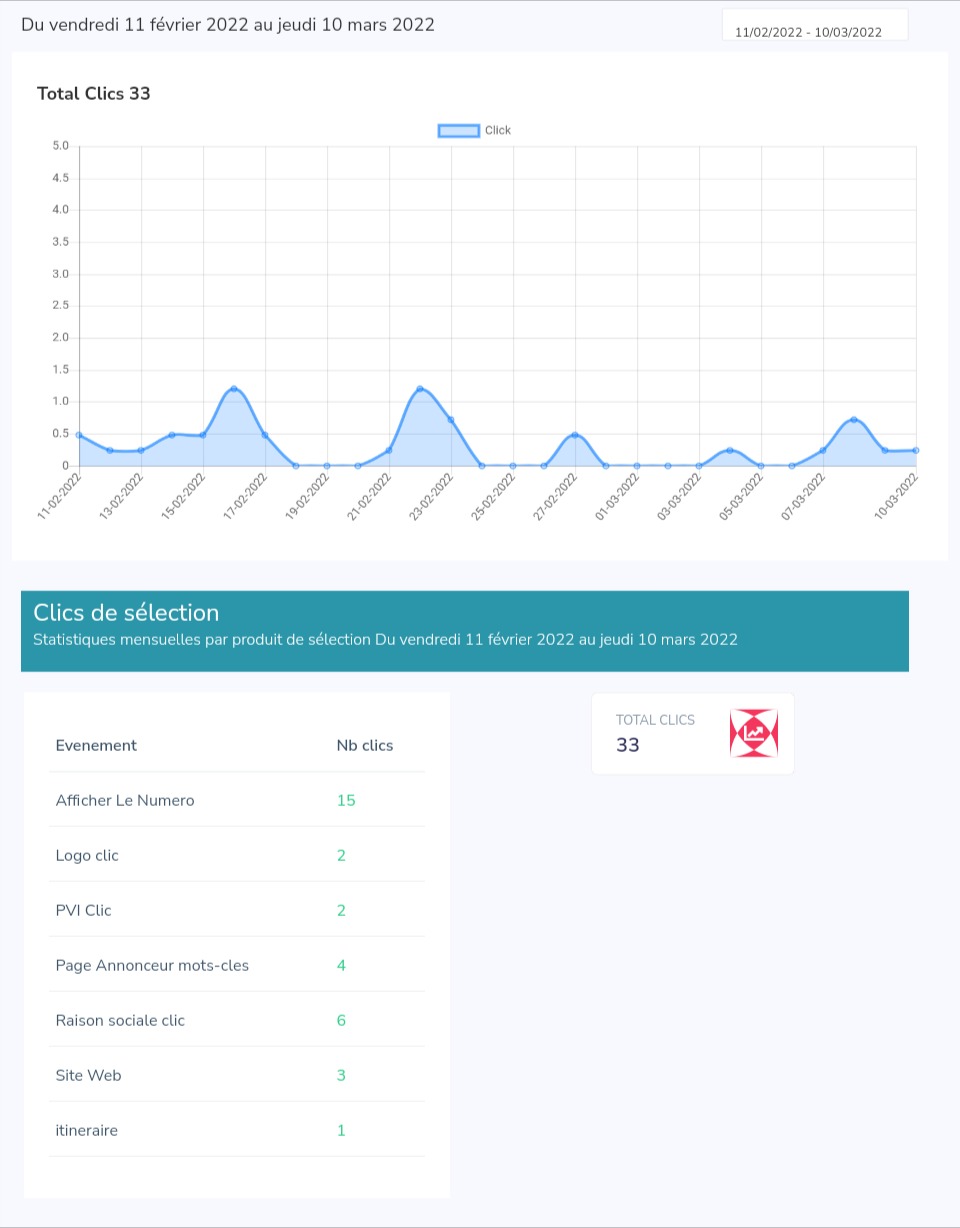 Du vendredi 11 février 2022 au jeudi 10 mars 2022
11/02/2022 - 10/03/2022
Total Clics 33
Click
5.0
4.5
4.0
3.5
3.0
2.5
2.0
1.5
1.0
0.5
0
11-02-2022
13-02-2022
15-02-2022
17-02-2022
19-02-2022
21-02-2022
23-02-2022
25-02-2022
27-02-2022
01-03-2022
03-03-2022
05-03-2022
07-03-2022
10-03-2022
Clics de sélection
Statistiques mensuelles par produit de sélection Du vendredi 11 février 2022 au jeudi 10 mars 2022
TOTAL CLICS
33
Evenement Nb clics
Afficher Le Numero 15
Logo clic 2
PVI Clic 2
Page Annonceur mots-cles 4
Raison sociale clic 6
Site Web 3
itineraire 1